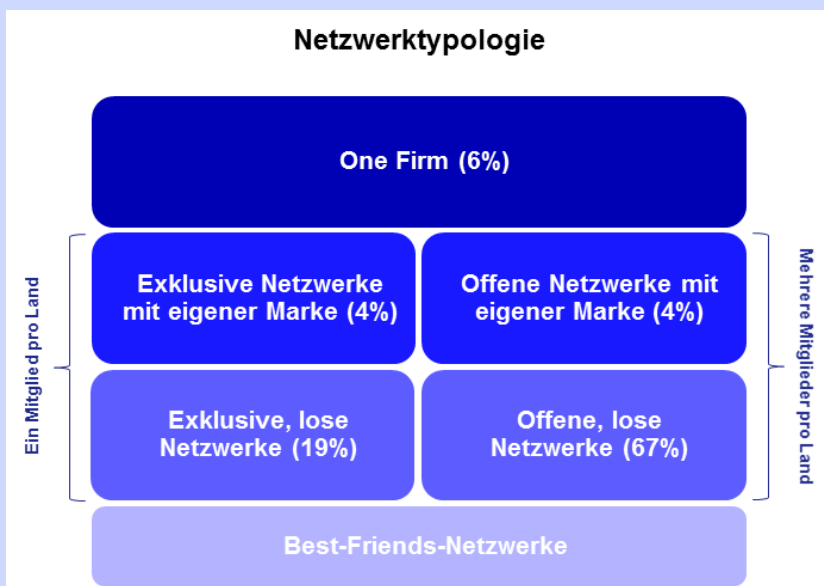 Netzwerktypologie
One Firm (6%)
Ein Mitglied pro Land
Exklusive Netzwerke
mit eigener Marke (4%)
Offene Netzwerke mit
eigener Marke (4%)
Exklusive, lose
Netzwerke (19%)
Offene, lose
Netzwerke (67%)
Mehrere Mitglieder pro Land
Best-Friends-Netzwerke